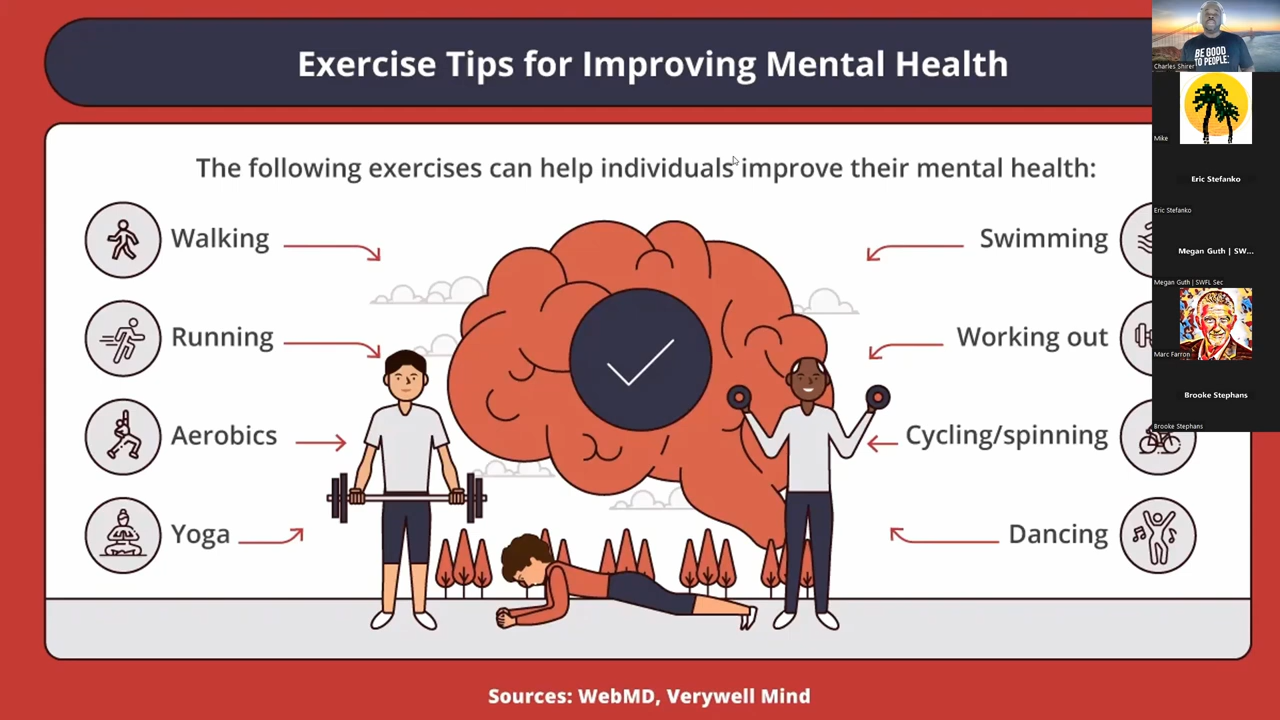 Exercise Tips for Improving Mental Health
The following exercises can help individuals improve their mental health:
Walking
Running
Aerobics
Yoga
Swimming
Working out
Cycling/spinning
Dancing
Sources: WebMD, Verywell Mind
BE GOOD
TO PEOPLE:
Charles Shirer
Mike
Eric Stefanko
Eric Stefanko
Megan Guth | SW...
Megan Guth | SWFL Sec
Marc Farron
Brooke Stephans
Brooke Stephans